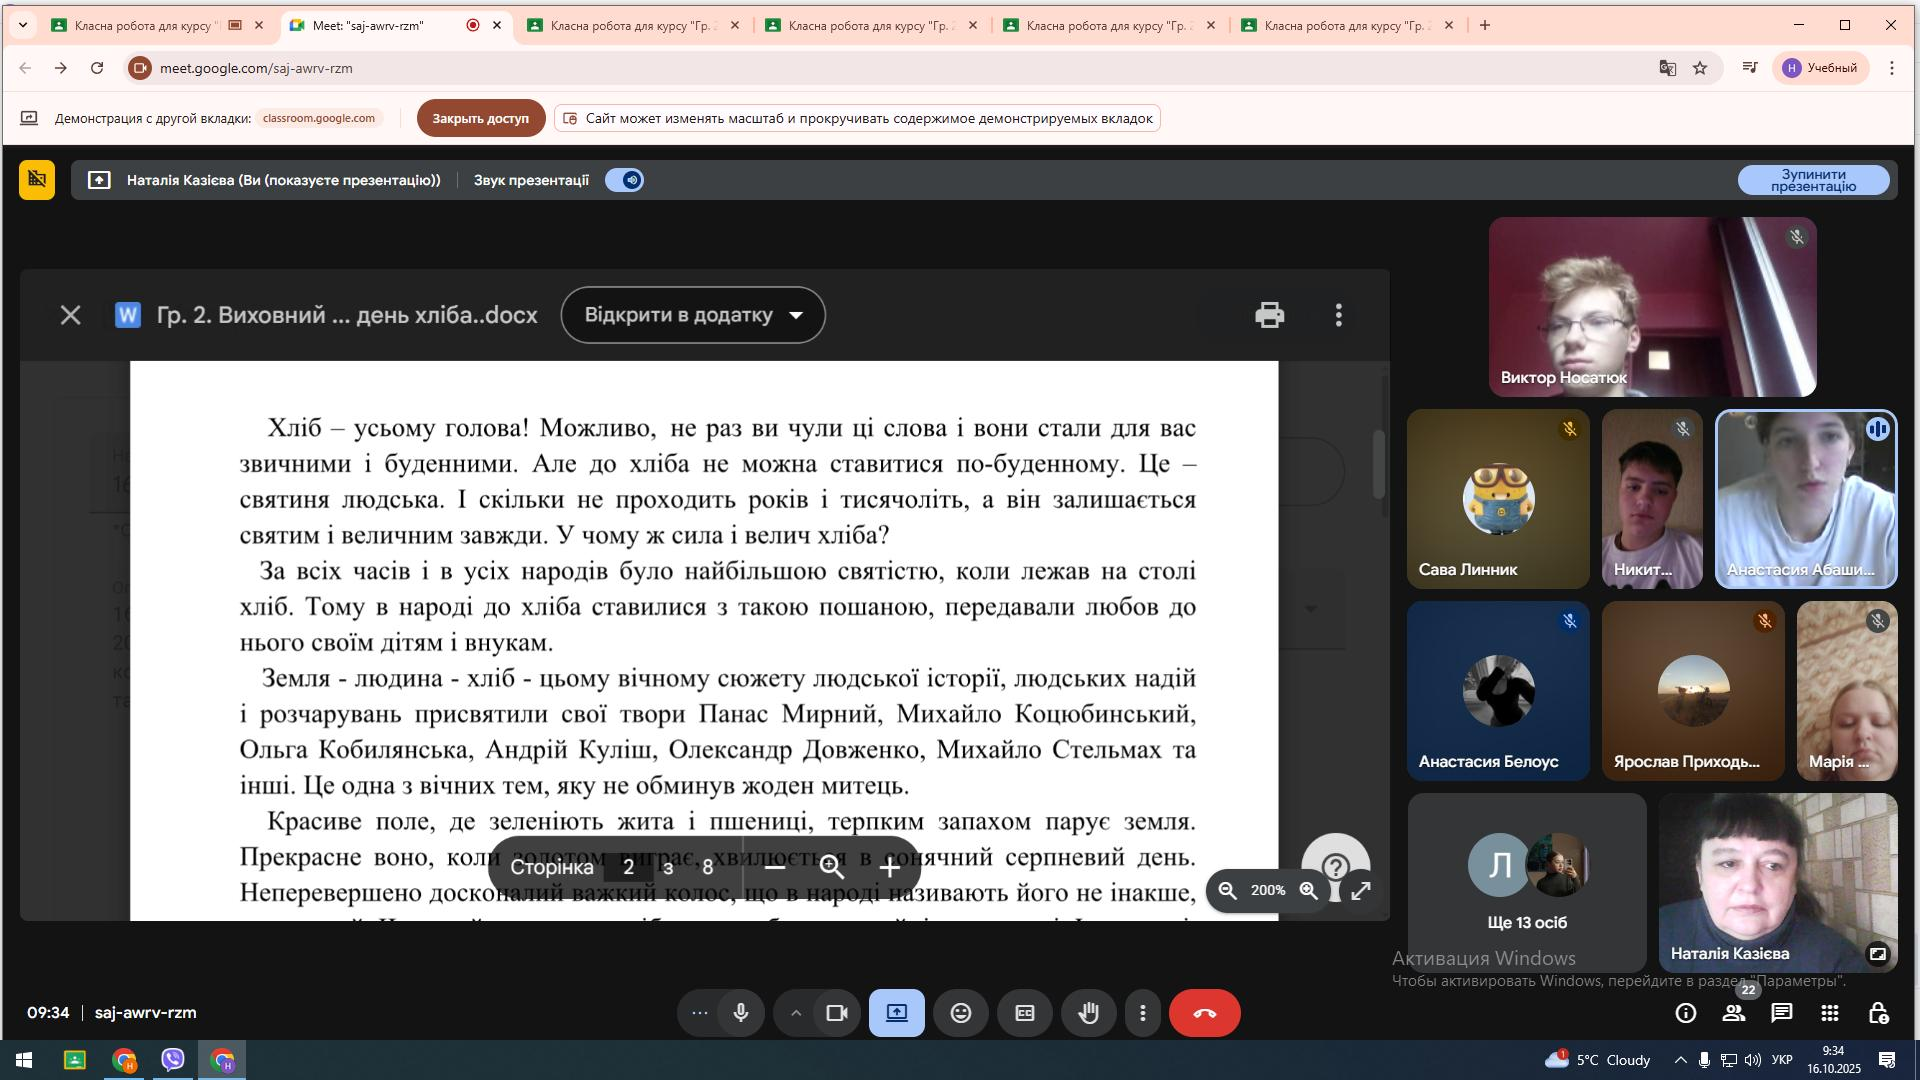 Класна робота для курсу "
Meet: "saj-awrv-rzm"
Класна робота для курсу "Гр. 2
Класна робота для курсу "Гр. 2
Класна робота для курсу "Гр. 2
Класна робота для курсу "Гр. 2
meet.google.com/saj-awrv-rzm
Н Учебный
Демонстрация с другой вкладки: classroom.google.com
Закрыть доступ
Сайт может изменять масштаб и прокручивать содержимое демонстрируемых вкладок
Наталія Казієва (Ви (показуєте презентацію))
Звук презентації
Зупинити
презентацію
W Гр. 2. Виховний ... день хліба..docx
Відкрити в додатку
Хліб – усьому голова! Можливо, не раз ви чули ці слова і вони стали для вас
звичними і буденними. Але до хліба не можна ставитися по-буденному. Це –
святиня людська. І скільки не проходить років і тисячоліть, а він залишається
святим і величним завжди. У чому ж сила і велич хліба?
За всіх часів і в усіх народів було найбільшою святістю, коли лежав на столі
хліб. Тому в народі до хліба ставилися з такою пошаною, передавали любов до
нього своїм дітям і внукам.
Земля - людина - хліб - цьому вічному сюжету людської історії, людських надій
і розчарувань присвятили свої твори Панас Мирний, Михайло Коцюбинський,
Ольга Кобилянська, Андрій Куліш, Олександр Довженко, Михайло Стельмах та
інші. Це одна з вічних тем, яку не обминув жоден митець.
Красиве поле, де зеленіють жита і пшениці, терпким запахом парує земля.
Прекрасне воно, коли золотом виграє, хвилюється в сонячний серпневий день.
Неперевершено досконалий важкий колос, що в народі називають його не інакше,
Сторінка 2 з 8
200%
Виктор Носатюк
Сава Линник
Никит...
Анастасия Абаши...
Анастасия Белоус
Ярослав Приходь...
Марія ...
Л
Ще 13 осіб
Наталія Казієва
Активация Windows
Чтобы активировать Windows, перейдите в раздел "Параметры".
09:34 | saj-awrv-rzm
22
1
5°C Cloudy
УКР
9:34
16.10.2025